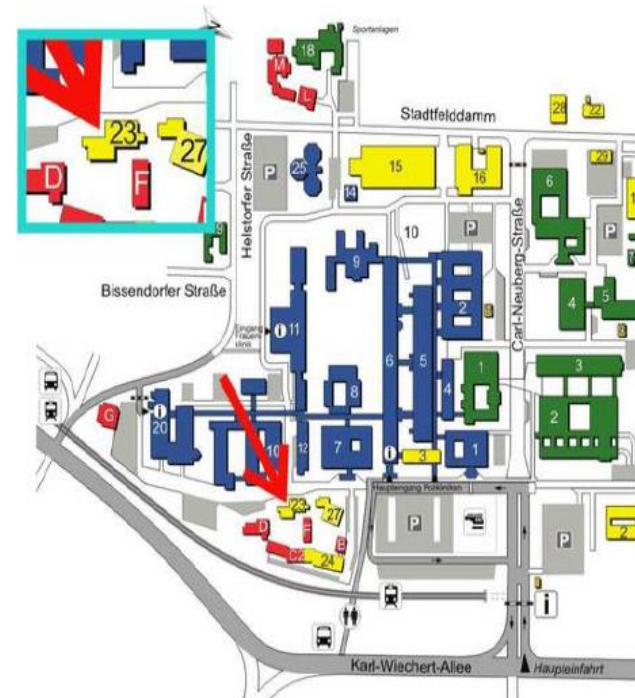 23
27
D
F
Sportanlagen
18
M
L
Stadtfelddamm
28
22
Helstorfer Straße
P
25
14
15
16
29
6
P
P
Carl-Neuberg-Straße
10
9
2
Bissendorfer Straße
11
i
6
5
4
5
4
1
3
2
8
7
12
10
20
i
G
i
3
1
Haupteingang Polikliniken
23
27
D
F
B
C2
24
P
P
2
i
Karl-Wiechert-Allee
Haupteinfahrt